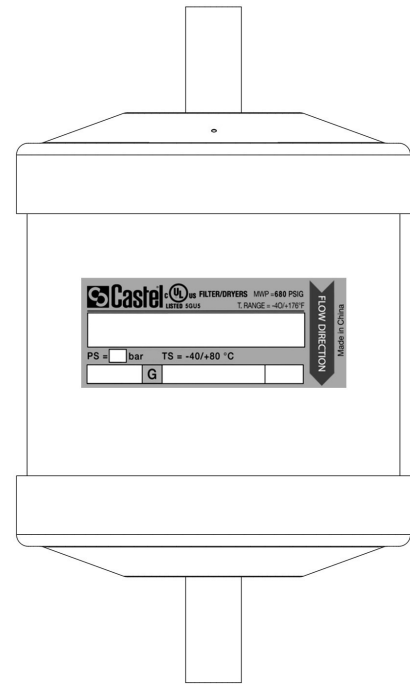 Castel c UL us FILTER/DRYERS MWP =680 PSIG
LISTED SGUS T. RANGE = -40/+176°F
PS = bar TS = -40/+80 °C
G
FLOW DIRECTION
Made in China